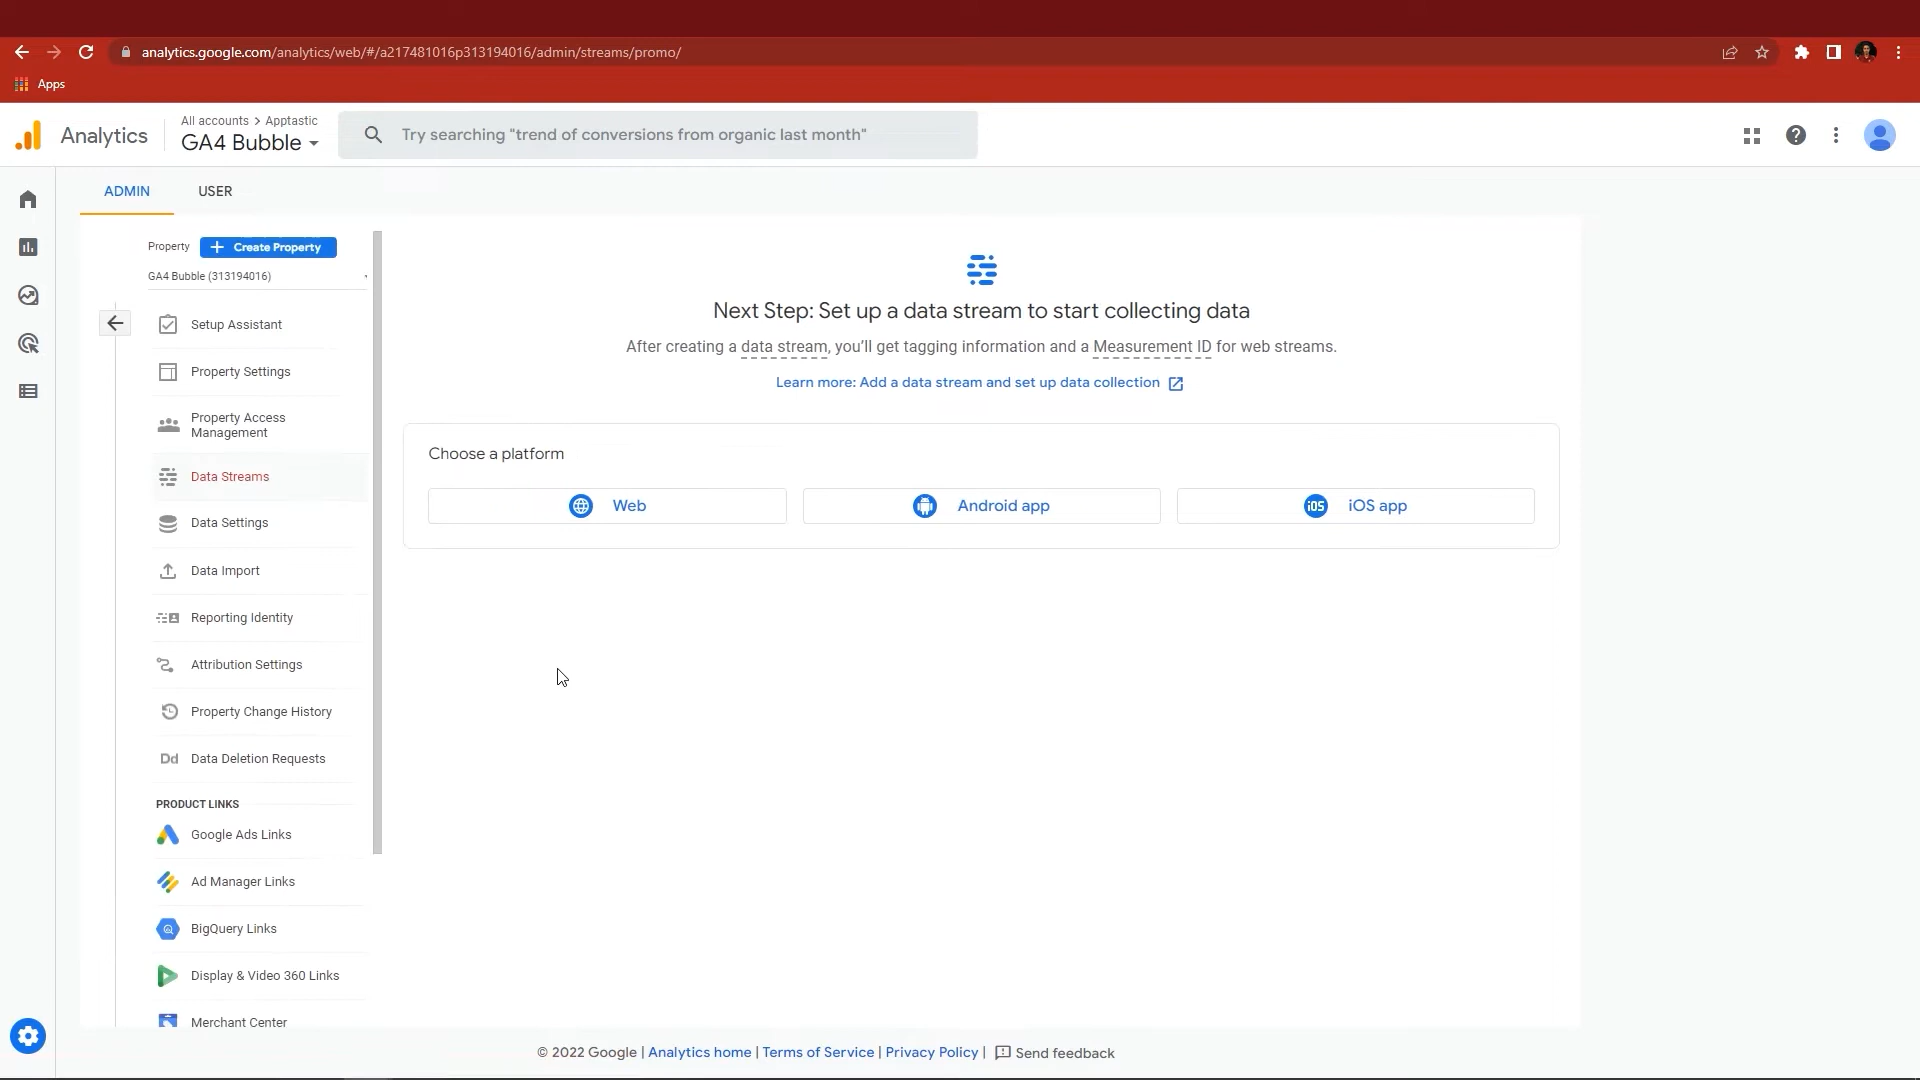 analytics.google.com/analytics/web/#/a217481016p313194016/admin/streams/promo/
Apps
Analytics
All accounts > Apptastic
GA4 Bubble
Try searching "trend of conversions from organic last month"
ADMIN
USER
Property
Create Property
GA4 Bubble (313194016)
Setup Assistant
Property Settings
Property Access
Management
Data Streams
Data Settings
Data Import
Reporting Identity
Attribution Settings
Property Change History
Dd Data Deletion Requests
PRODUCT LINKS
Google Ads Links
Ad Manager Links
BigQuery Links
Display & Video 360 Links
Merchant Center
Next Step: Set up a data stream to start collecting data
After creating a data stream, you’ll get tagging information and a Measurement ID for web streams.
Learn more: Add a data stream and set up data collection
Choose a platform
Web
Android app
iOS iOS app
© 2022 Google | Analytics home | Terms of Service | Privacy Policy | Send feedback